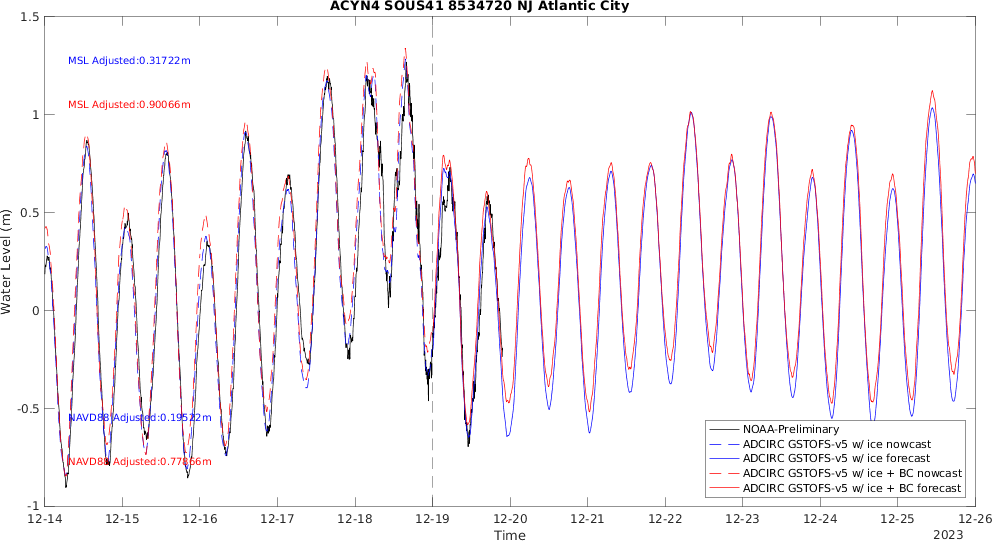 ACYN4 SOUS41 8534720 NJ Atlantic City
1.5
MSL Adjusted:0.31722m
MSL Adjusted:0.90066m
1
0.5
Water Level (m)
0
-0.5
NAVD88 Adjusted:0.19522m
NAVD88 Adjusted:0.77866m
-1
NOAA-Preliminary
ADCIRC GSTOFS-v5 w/ ice nowcast
ADCIRC GSTOFS-v5 w/ ice forecast
ADCIRC GSTOFS-v5 w/ ice + BC nowcast
ADCIRC GSTOFS-v5 w/ ice + BC forecast
12-14 12-15 12-16 12-17 12-18 12-19 12-20 12-21 12-22 12-23 12-24 12-25 12-26
Time
2023